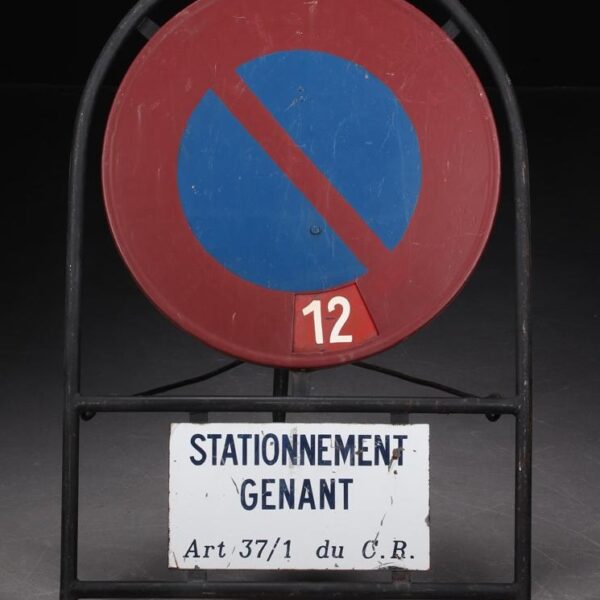 12
STATIONNEMENT
GENANT
Art 37/1 du C.R.